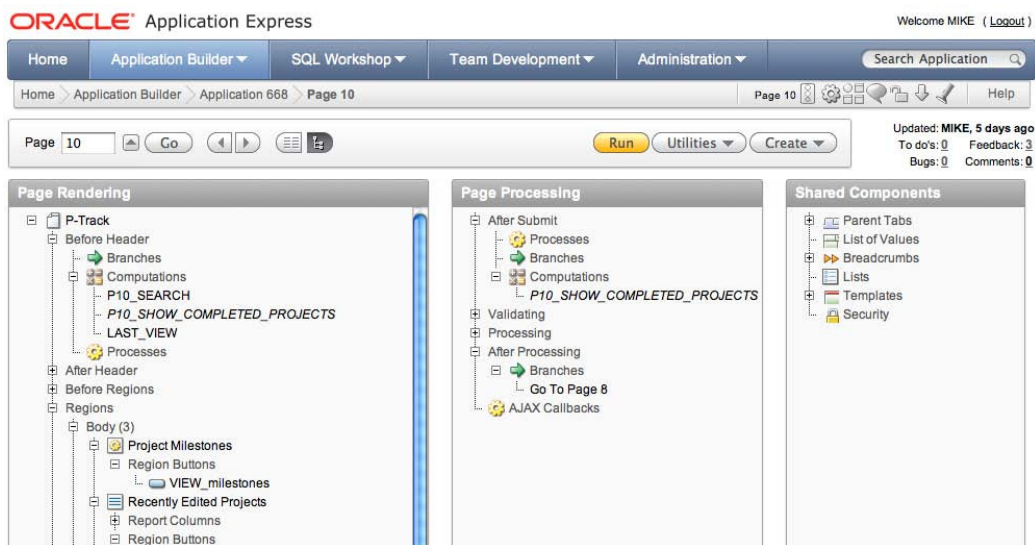 ORACLE Application Express
Welcome MIKE ( Logout )
Home Application Builder SQL Workshop Team Development Administration Search Application
Home Application Builder Application 668 Page 10
Page 10 Help
Page 10 Go Run Utilities Create
Updated: MIKE, 5 days ago
To do's: 0 Feedback: 3
Bugs: 0 Comments: 0
Page Rendering
P-Track
Before Header
Branches
Computations
P10_SEARCH
P10_SHOW_COMPLETED_PROJECTS
LAST_VIEW
Processes
After Header
Before Regions
Regions
Body (3)
Project Milestones
Region Buttons
VIEW_milestones
Recently Edited Projects
Report Columns
Region Buttons
Page Processing
After Submit
Processes
Branches
Computations
P10_SHOW_COMPLETED_PROJECTS
Validating
Processing
After Processing
Branches
Go To Page 8
AJAX Callbacks
Shared Components
Parent Tabs
List of Values
Breadcrumbs
Lists
Templates
Security